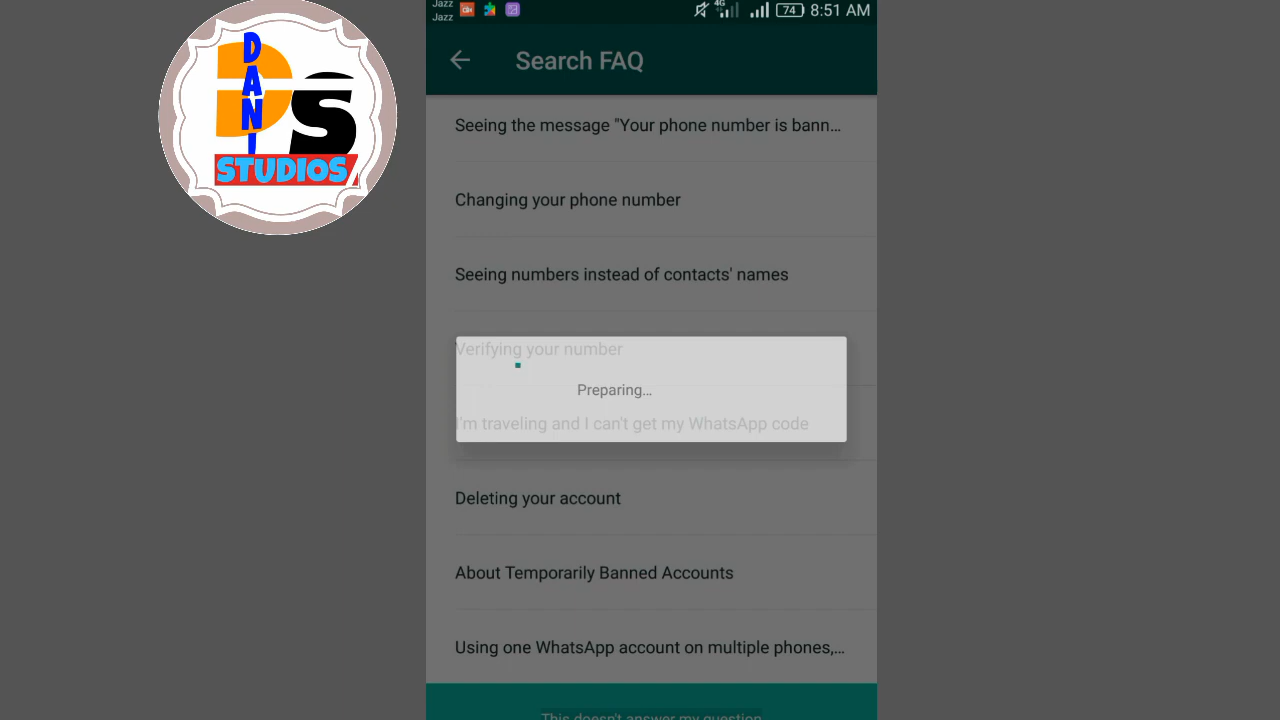 Jazz
Jazz
4G
74
8:51 AM
DANI
DS
STUDIOS
Search FAQ
Seeing the message "Your phone number is bann...
Changing your phone number
Seeing numbers instead of contacts' names
Verifying your number
Preparing...
I'm traveling and I can't get my WhatsApp code
Deleting your account
About Temporarily Banned Accounts
Using one WhatsApp account on multiple phones,...
This doesn't answer my question